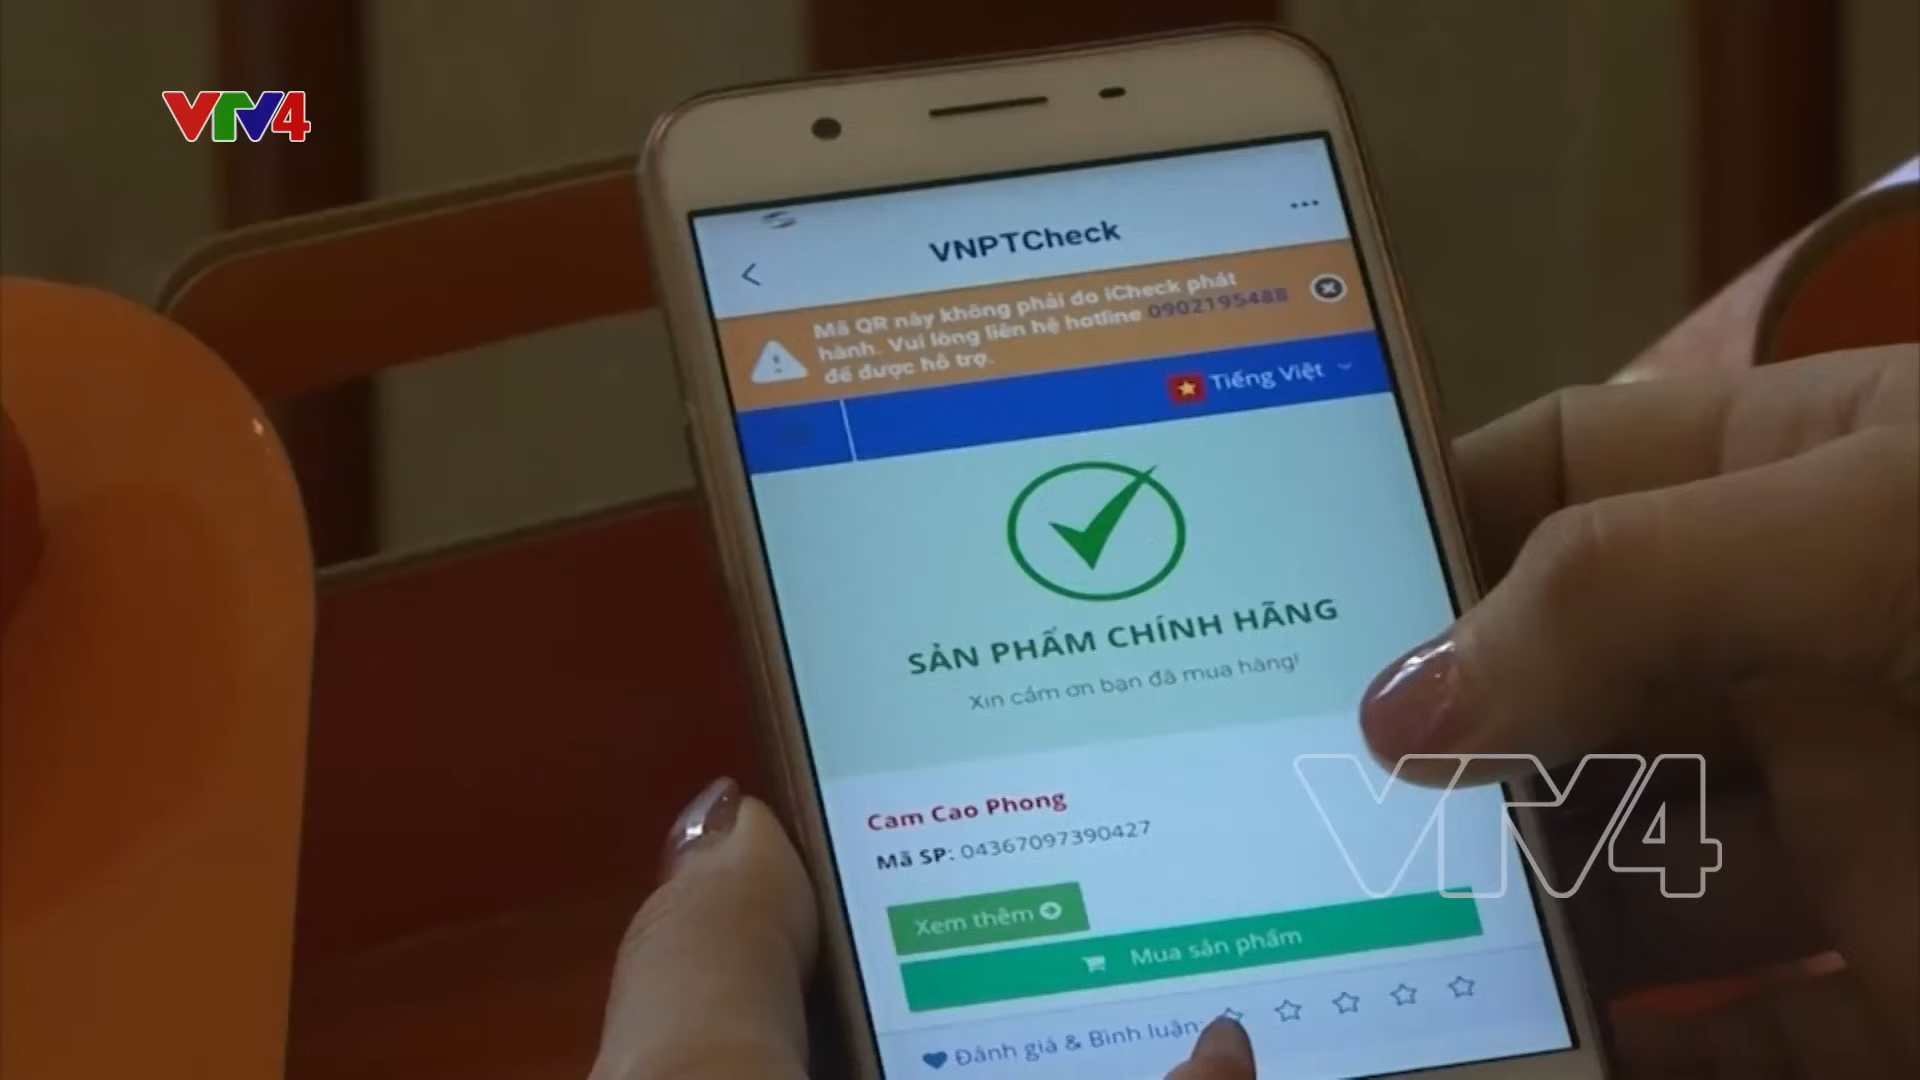 VTV4
VNPTCheck
Mã QR này không phải do iCheck phát
hành. Vui lòng liên hệ hotline 0902195488
để được hỗ trợ.
Tiếng Việt
SẢN PHẨM CHÍNH HÃNG
Xin cảm ơn bạn đã mua hàng!
Cam Cao Phong
Mã SP: 04367097390427
Xem thêm
Mua sản phẩm
Đánh giá & Bình luận:
VTV4